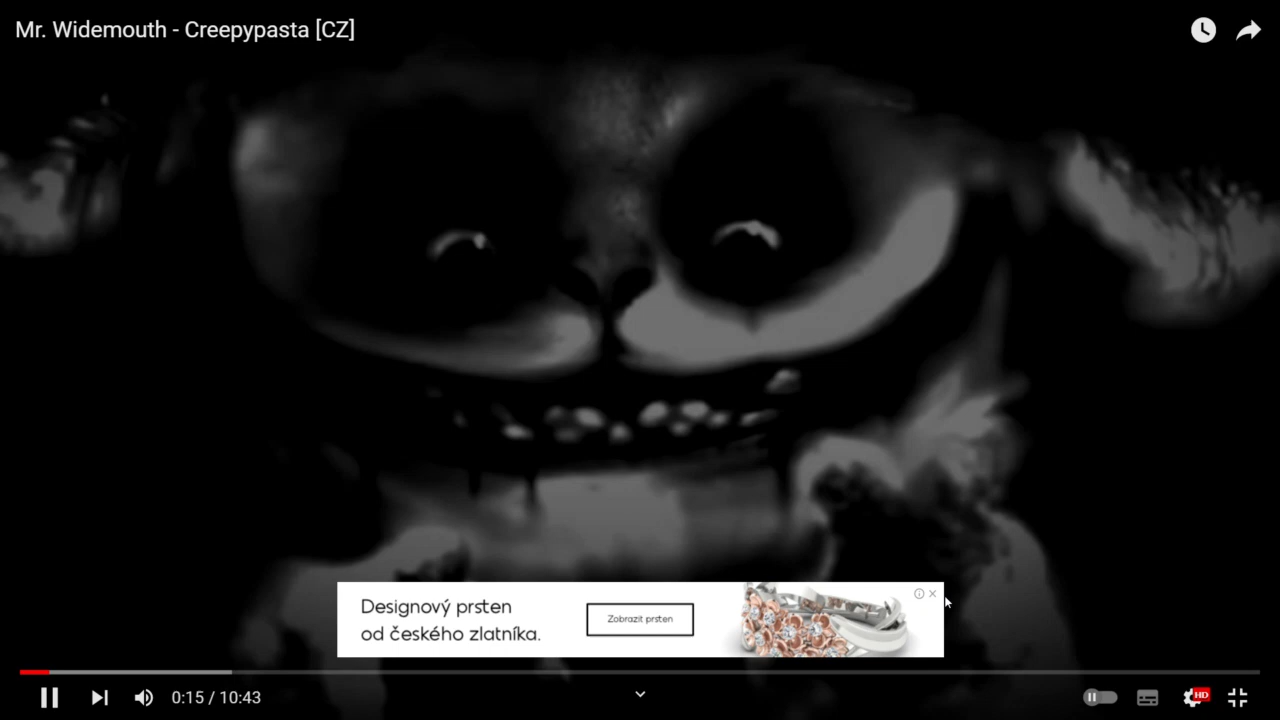 Mr. Widemouth - Creepypasta [CZ]
Designový prsten
od českého zlatníka.
Zobrazit prsten
0:15 / 10:43
HD